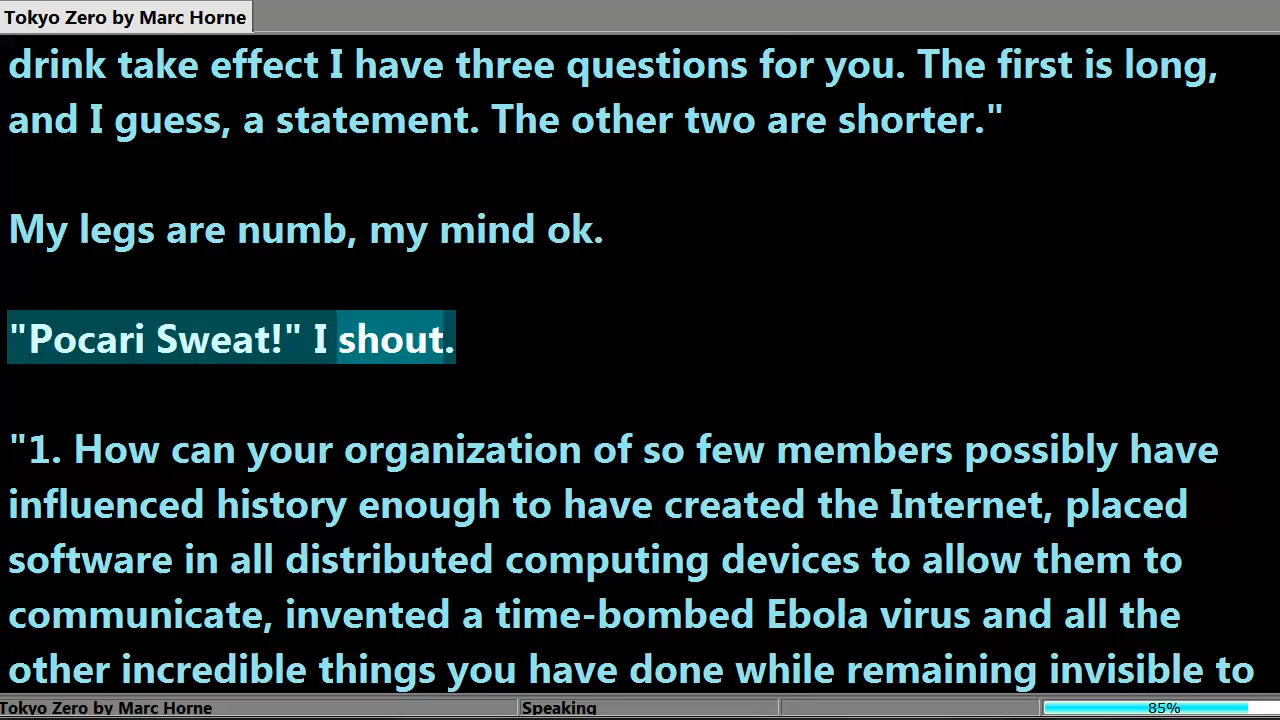 Tokyo Zero by Marc Horne
drink take effect I have three questions for you. The first is long,
and I guess, a statement. The other two are shorter."
My legs are numb, my mind ok.
"Pocari Sweat!" I shout.
"1. How can your organization of so few members possibly have
influenced history enough to have created the Internet, placed
software in all distributed computing devices to allow them to
communicate, invented a time-bombed Ebola virus and all the
other incredible things you have done while remaining invisible to
Tokyo Zero by Marc Horne
Speaking
85%